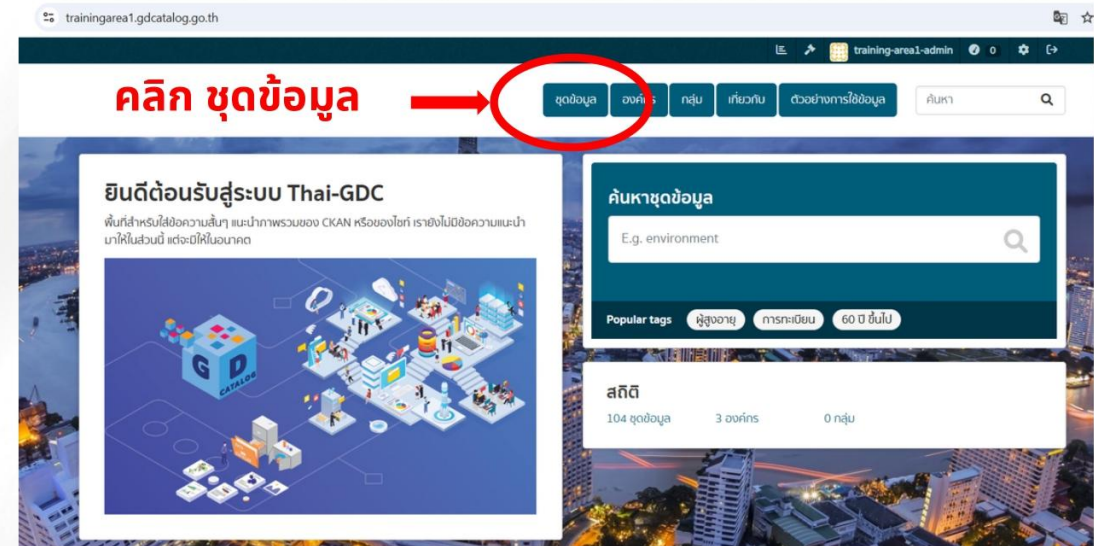 trainingarea1.gdcatalog.go.th
training-area1-admin 0
คลิก ชุดข้อมูล
ชุดข้อมูล องค์กร กลุ่ม เกี่ยวกับ ตัวอย่างการใช้ข้อมูล ค้นหา
ยินดีต้อนรับสู่ระบบ Thai-GDC
พื้นที่สำหรับใส่ข้อความสั้นๆ แนะนำภาพรวมของ CKAN หรือของไซท์ เรายังไม่มีข้อความแนะนำ
มาให้ในส่วนนี้ แต่จะมีให้ในอนาคต
G D
CATALOG
ค้นหาชุดข้อมูล
E.g. environment
Popular tags ผู้สูงอายุ การทะเบียน 60 ปี ขึ้นไป
สถิติ
104 ชุดข้อมูล 3 องค์กร 0 กลุ่ม